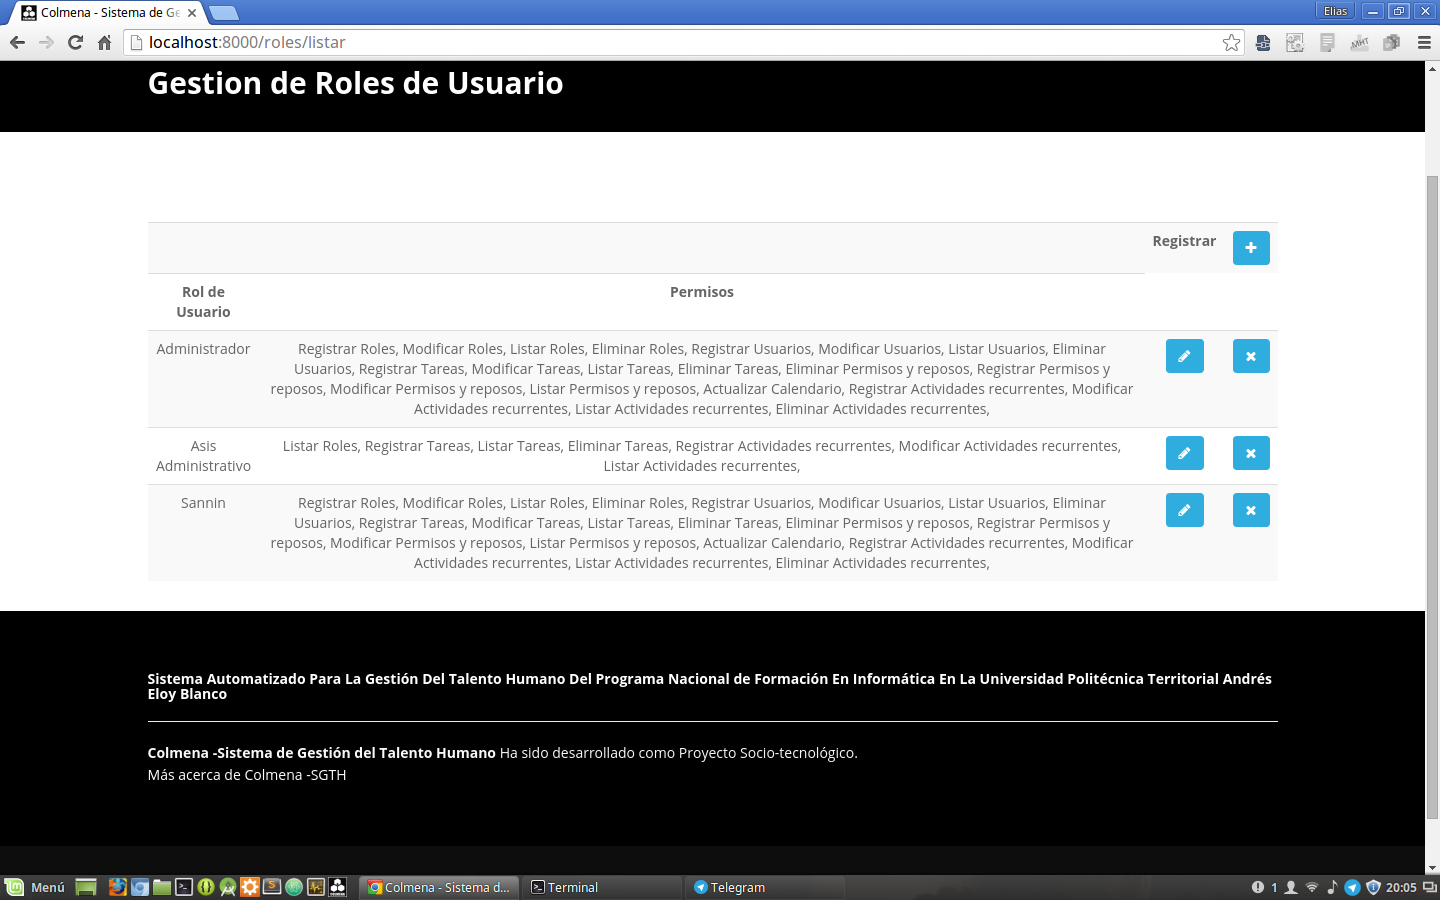 Colmena - Sistema de Ge
Elias
localhost:8000/roles/listar
Gestion de Roles de Usuario
Registrar
Rol de
Usuario
Permisos
Administrador
Registrar Roles, Modificar Roles, Listar Roles, Eliminar Roles, Registrar Usuarios, Modificar Usuarios, Listar Usuarios, Eliminar
Usuarios, Registrar Tareas, Modificar Tareas, Listar Tareas, Eliminar Tareas, Eliminar Permisos y reposos, Registrar Permisos y
reposos, Modificar Permisos y reposos, Listar Permisos y reposos, Actualizar Calendario, Registrar Actividades recurrentes, Modificar
Actividades recurrentes, Listar Actividades recurrentes, Eliminar Actividades recurrentes,
Asis
Administrativo
Listar Roles, Registrar Tareas, Listar Tareas, Eliminar Tareas, Registrar Actividades recurrentes, Modificar Actividades recurrentes,
Listar Actividades recurrentes,
Sannin
Registrar Roles, Modificar Roles, Listar Roles, Eliminar Roles, Registrar Usuarios, Modificar Usuarios, Listar Usuarios, Eliminar
Usuarios, Registrar Tareas, Modificar Tareas, Listar Tareas, Eliminar Tareas, Eliminar Permisos y reposos, Registrar Permisos y
reposos, Modificar Permisos y reposos, Listar Permisos y reposos, Actualizar Calendario, Registrar Actividades recurrentes, Modificar
Actividades recurrentes, Listar Actividades recurrentes, Eliminar Actividades recurrentes,
Sistema Automatizado Para La Gestión Del Talento Humano Del Programa Nacional de Formación En Informática En La Universidad Politécnica Territorial Andrés
Eloy Blanco
Colmena -Sistema de Gestión del Talento Humano Ha sido desarrollado como Proyecto Socio-tecnológico.
Más acerca de Colmena -SGTH
Menú
Colmena - Sistema d...
Terminal
Telegram
1
20:05